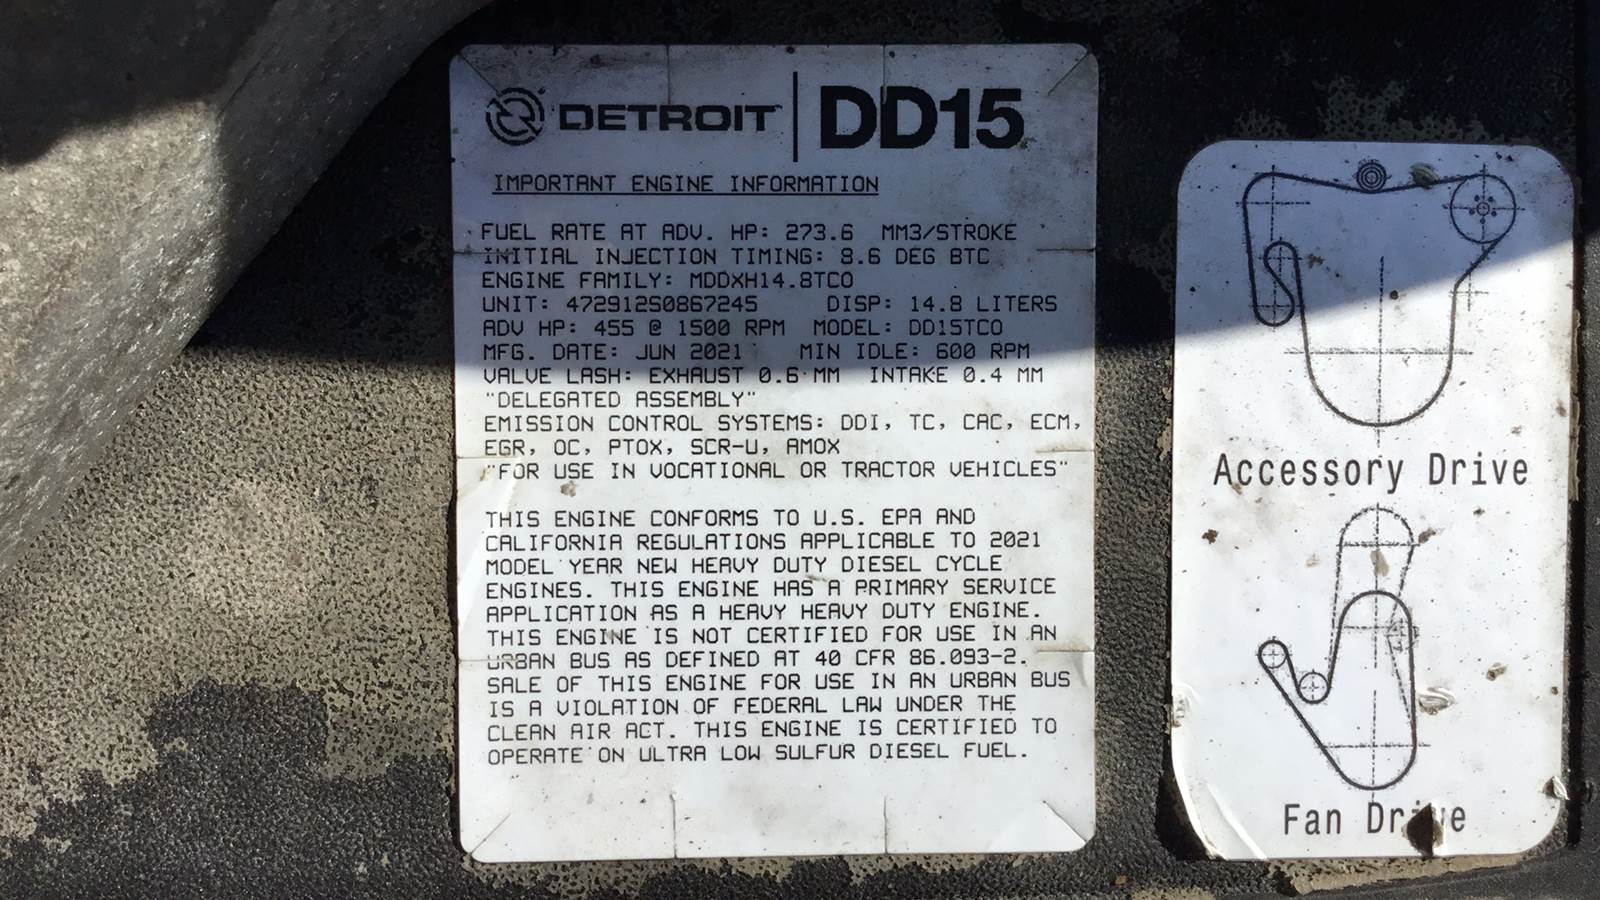 DETROIT DD15
IMPORTANT ENGINE INFORMATION
FUEL RATE AT ADV. HP: 273.6 MM3/STROKE
INITIAL INJECTION TIMING: 8.6 DEG BTC
ENGINE FAMILY: MDDXH14.8TCO
UNIT: 472912S0867245 DISP: 14.8 LITERS
ADV HP: 455 @ 1500 RPM MODEL: DD15TCO
MFG. DATE: JUN 2021 MIN IDLE: 600 RPM
VALVE LASH: EXHAUST 0.6 MM INTAKE 0.4 MM
"DELEGATED ASSEMBLY"
EMISSION CONTROL SYSTEMS: DDI, TC, CAC, ECM,
EGR, OC, PTOX, SCR-U, AMOX
"FOR USE IN VOCATIONAL OR TRACTOR VEHICLES"
THIS ENGINE CONFORMS TO U.S. EPA AND
CALIFORNIA REGULATIONS APPLICABLE TO 2021
MODEL YEAR NEW HEAVY DUTY DIESEL CYCLE
ENGINES. THIS ENGINE HAS A PRIMARY SERVICE
APPLICATION AS A HEAVY HEAVY DUTY ENGINE.
THIS ENGINE IS NOT CERTIFIED FOR USE IN AN
URBAN BUS AS DEFINED AT 40 CFR 86.093-2.
SALE OF THIS ENGINE FOR USE IN AN URBAN BUS
IS A VIOLATION OF FEDERAL LAW UNDER THE
CLEAN AIR ACT. THIS ENGINE IS CERTIFIED TO
OPERATE ON ULTRA LOW SULFUR DIESEL FUEL.
Accessory Drive
Fan Drive